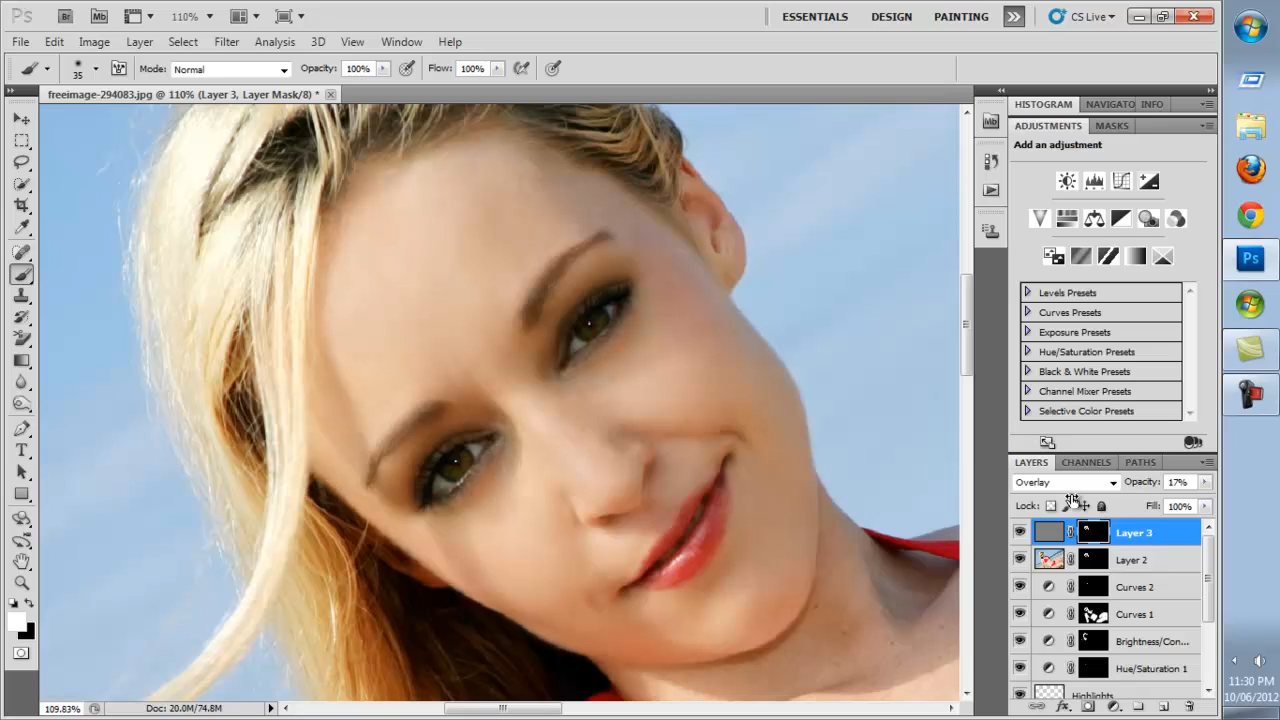 Ps Br Mb 110% ESSENTIALS DESIGN PAINTING CS Live
File Edit Image Layer Select Filter Analysis 3D View Window Help
35 Mode: Normal Opacity: 100% Flow: 100%
freeimage-294083.jpg @ 110% (Layer 3, Layer Mask/8) *
HISTOGRAM NAVIGATO INFO
Mb
ADJUSTMENTS MASKS
Add an adjustment
Ps
Levels Presets
Curves Presets
Exposure Presets
Hue/Saturation Presets
Black & White Presets
Channel Mixer Presets
Selective Color Presets
LAYERS CHANNELS PATHS
Overlay Opacity: 17%
Lock: Fill: 100%
Layer 3
Layer 2
Curves 2
Curves 1
Brightness/Con...
Hue/Saturation 1
Highlights
T
109.83% Doc: 20.0M/74.8M
fx
11:30 PM
10/06/2012